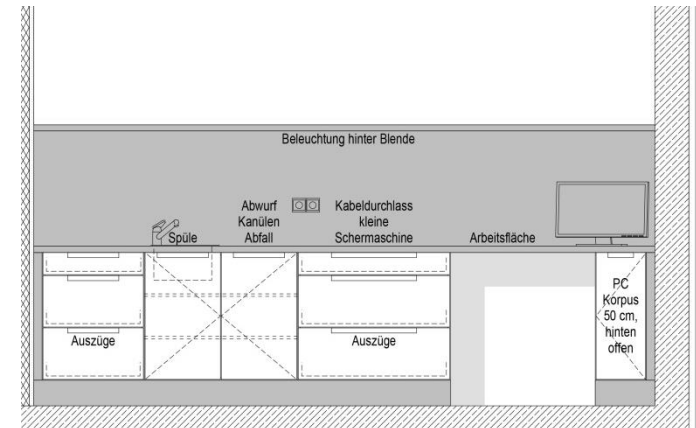 Beleuchtung hinter Blende
Abwurf
Kanülen
Abfall
Kabeldurchlass
kleine
Schermaschine
Spüle
Arbeitsfläche
Auszüge
Auszüge
PC
Korpus
50 cm,
hinten
offen